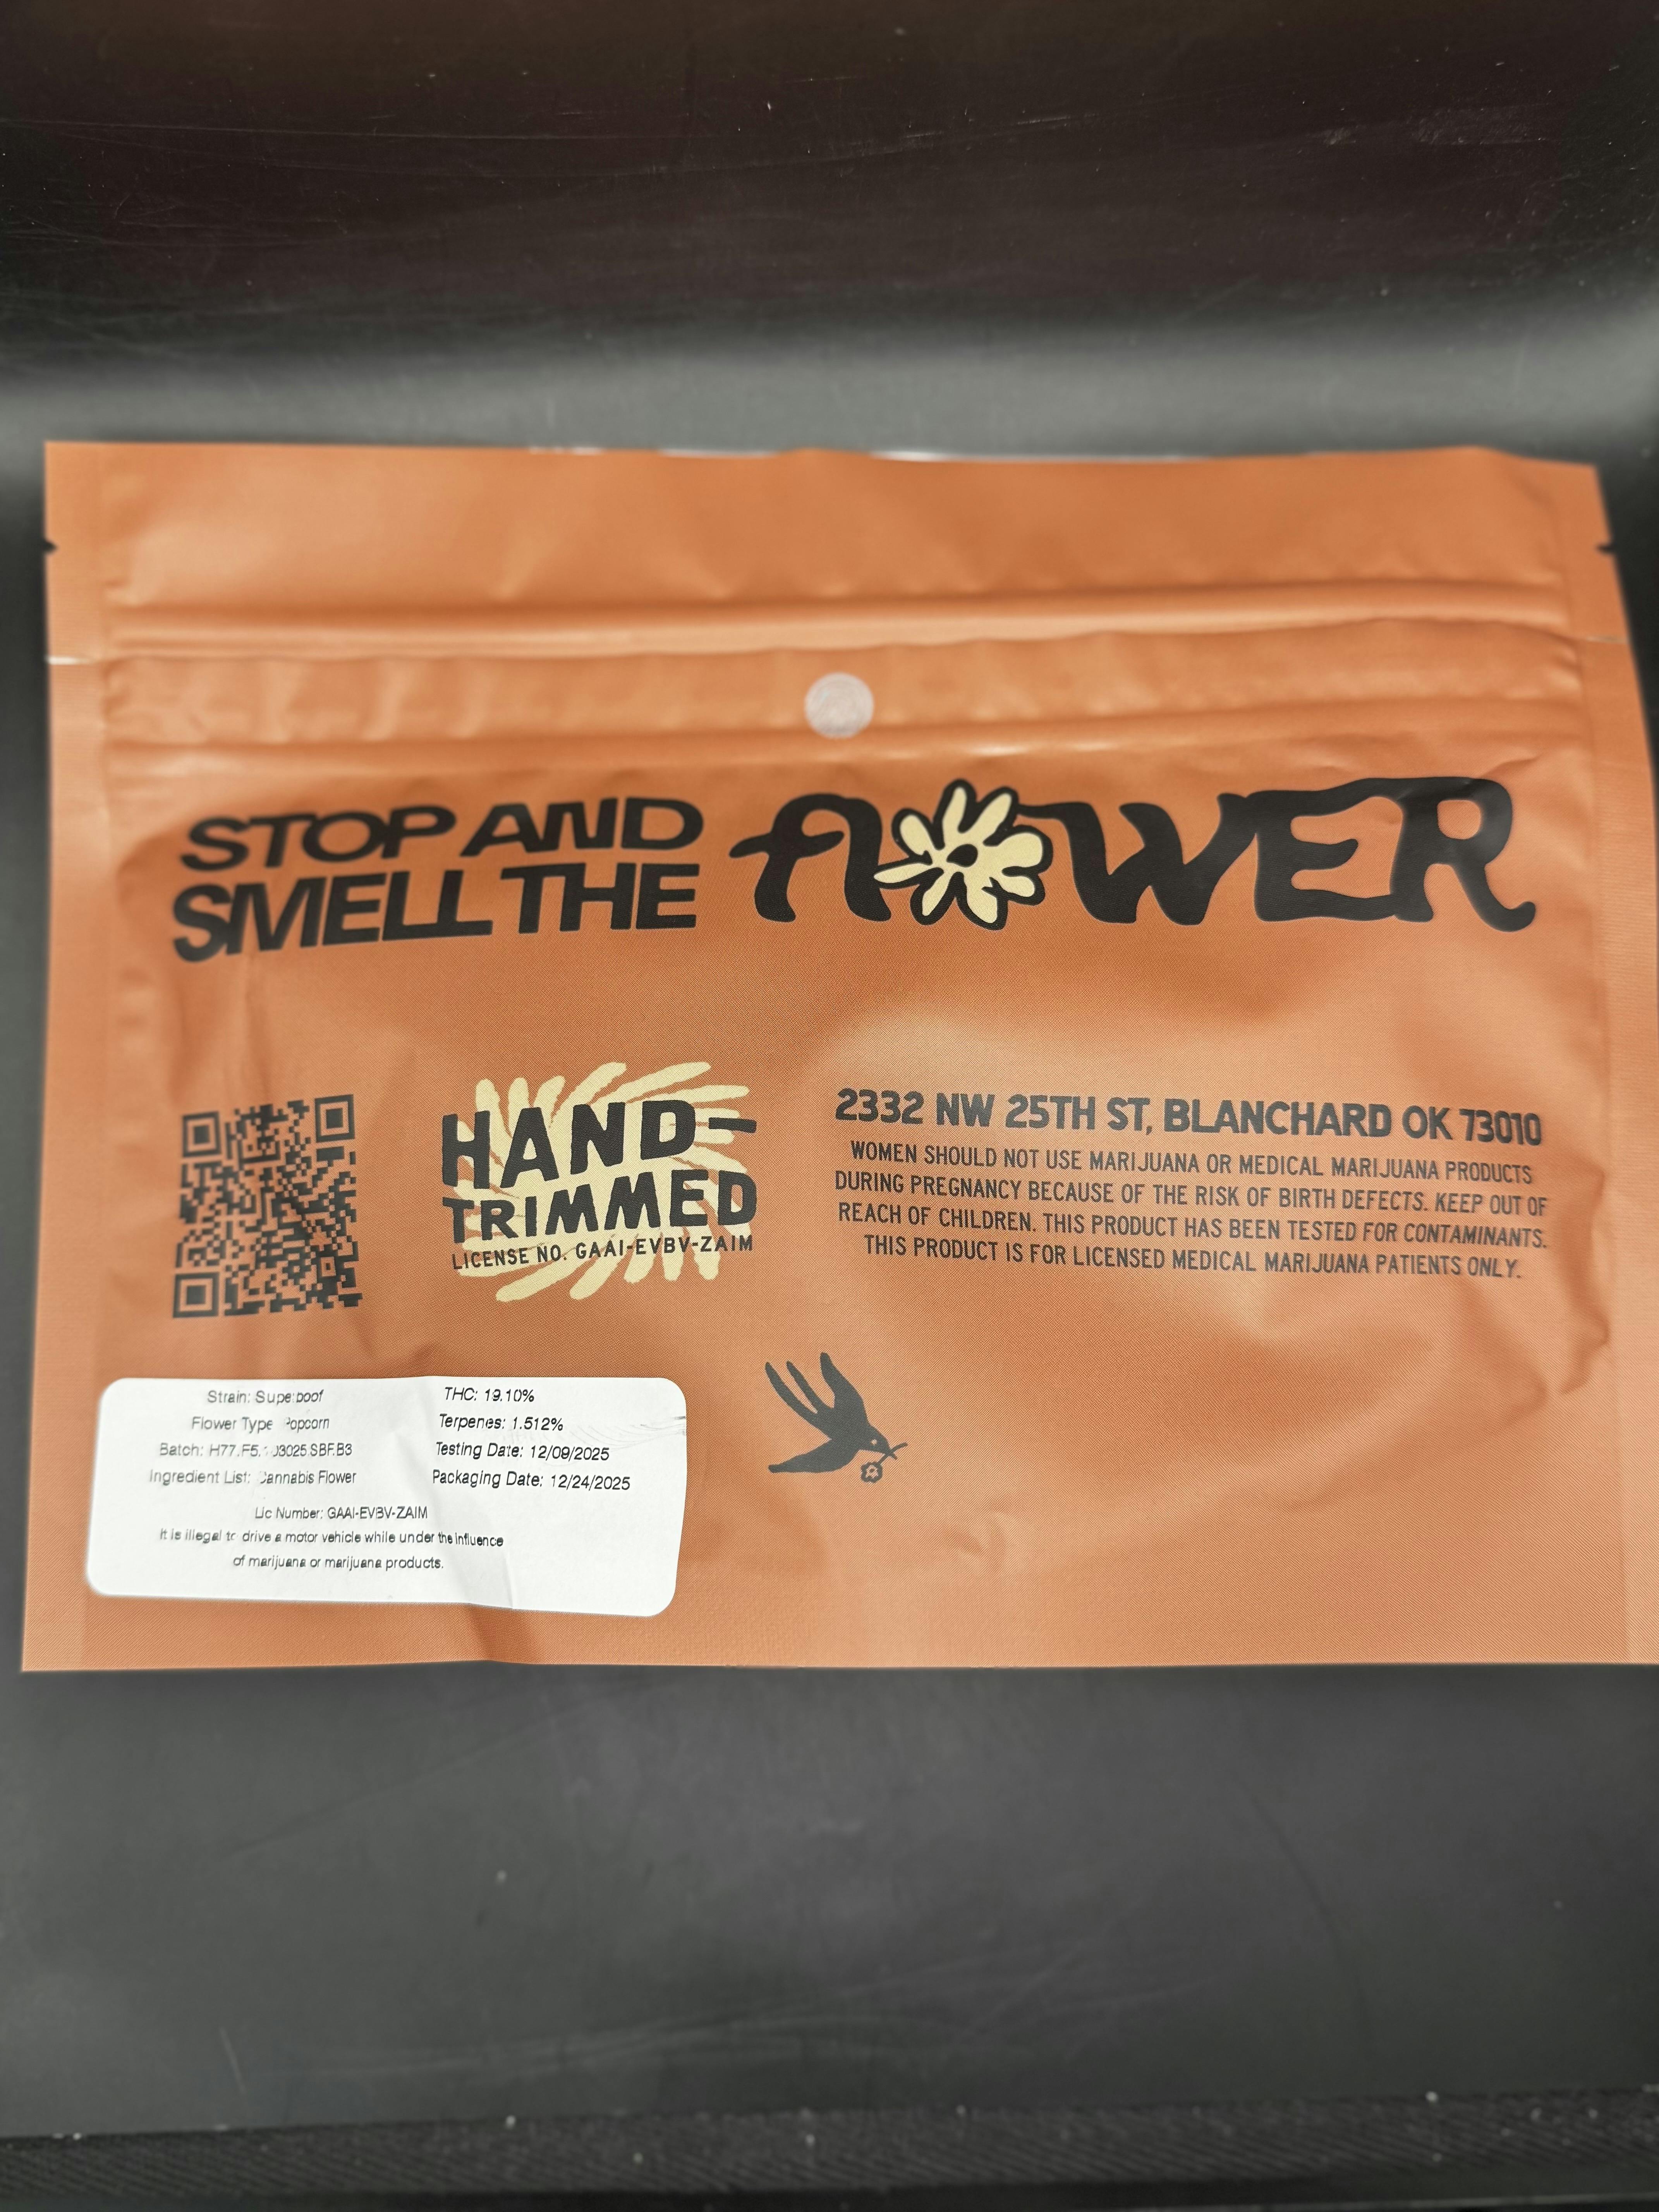 STOP AND
SMELL THE
flOWER
HAND-
TRIMMED
LICENSE NO. GAAI-EVBV-ZAIM
2332 NW 25TH ST, BLANCHARD OK 73010
WOMEN SHOULD NOT USE MARIJUANA OR MEDICAL MARIJUANA PRODUCTS
DURING PREGNANCY BECAUSE OF THE RISK OF BIRTH DEFECTS. KEEP OUT OF
REACH OF CHILDREN. THIS PRODUCT HAS BEEN TESTED FOR CONTAMINANTS.
THIS PRODUCT IS FOR LICENSED MEDICAL MARIJUANA PATIENTS ONLY.
Strain: Superboof
Flower Type Popcorn
Batch:
Ingredient List: Cannabis Flower
THC: 19.10%
Terpenes: 1.512%
Testing Date: 12/09/2025
Packaging Date: 12/24/2025
Lic Number: GAAI-EVBV-ZAIM
It is illegal to drive a motor vehicle while under the influence
of marijuana or marijuana products.